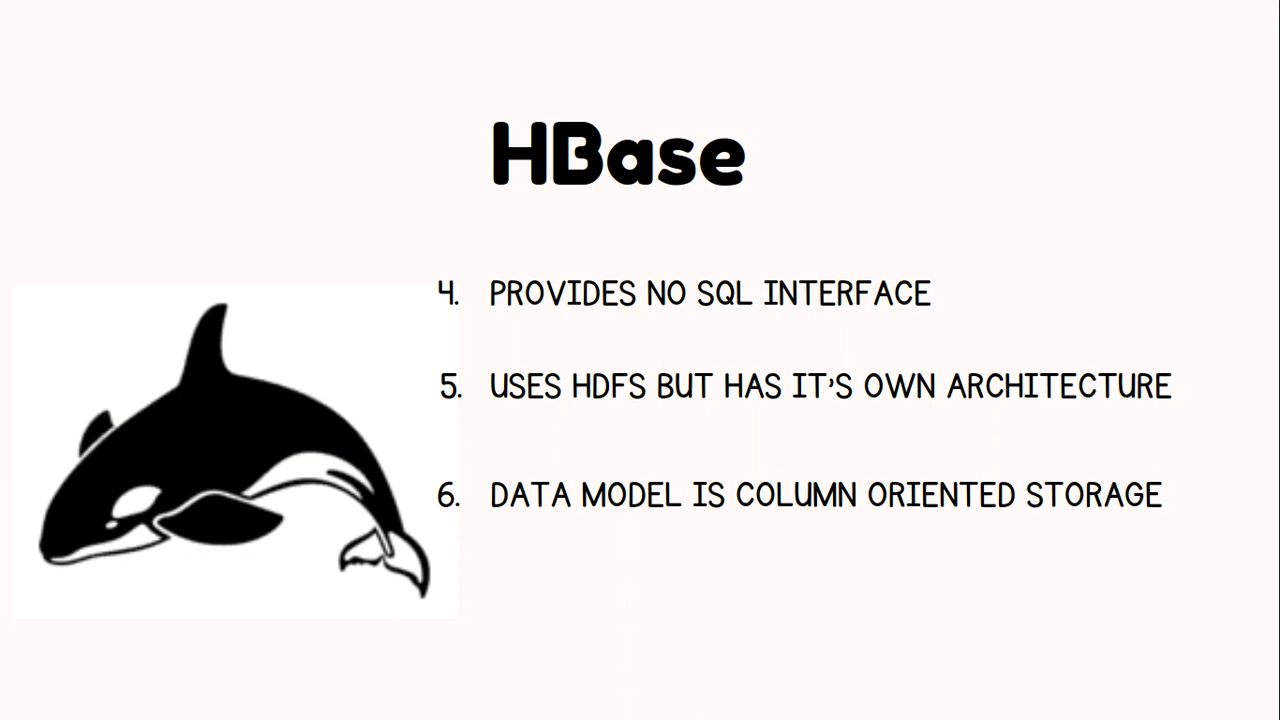 HBase
4. PROVIDES NO SQL INTERFACE
5. USES HDFS BUT HAS IT'S OWN ARCHITECTURE
6. DATA MODEL IS COLUMN ORIENTED STORAGE